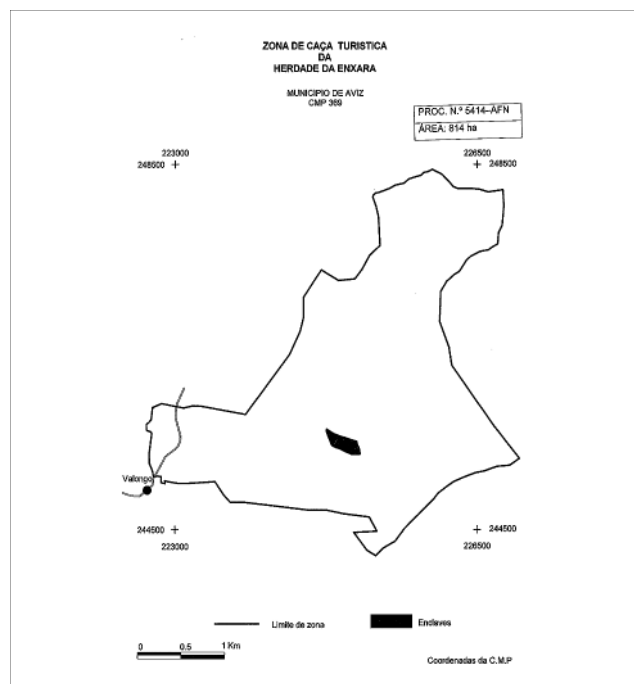 ZONA DE CAÇA TURISTICA
DA
HERDADE DA ENXARA
MUNICIPIO DE AVIZ
CMP 369
PROC. N.º 5414-AFN
ÁREA: 814 ha
223000
248500
226500
248500
Valongo
244500
223000
244500
226500
Limite de zona
Enclaves
0 0.5 1 Km
Coordenadas da C.M.P